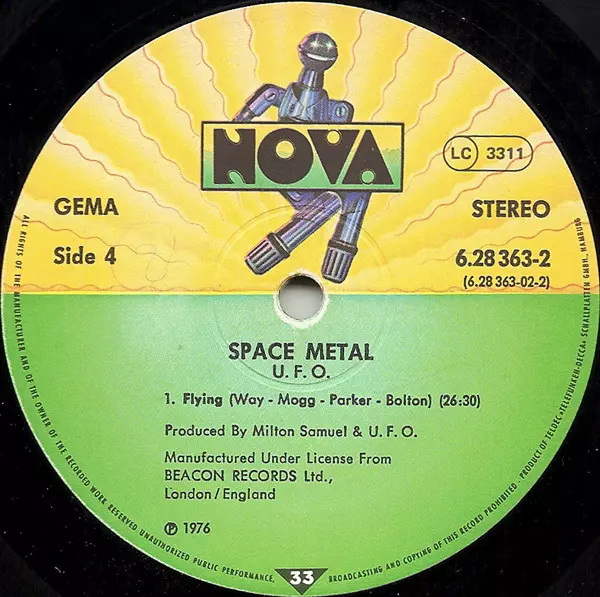 NOVA
LC 3311
GEMA
STEREO
Side 4
6.28 363-2
(6.28 363-02-2)
SPACE METAL
U. F. O.
1. Flying (Way - Mogg - Parker - Bolton) (26:30)
Produced By Milton Samuel & U. F. O.
Manufactured Under License From
BEACON RECORDS Ltd.,
London/England
℗ 1976
33
ALL RIGHTS OF THE MANUFACTURER AND OF THE OWNER OF THE RECORDED WORK RESERVED UNAUTHORIZED PUBLIC PERFORMANCE, BROADCASTING AND COPYING OF THIS RECORD PROHIBITED · PRODUCT OF TELDEC »TELEFUNKEN-DECCA« SCHALLPLATTEN GMBH., HAMBURG